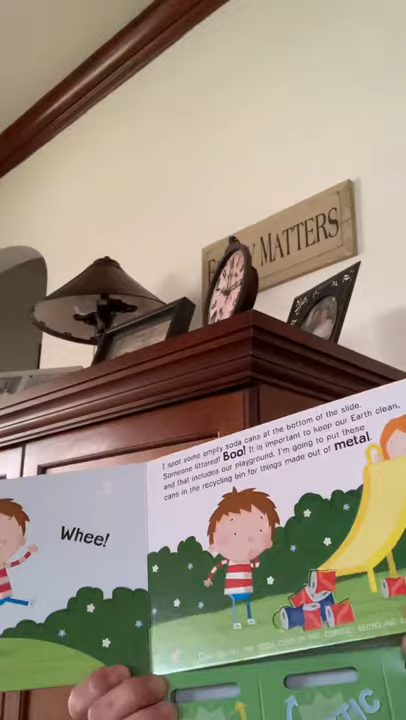 MATTERS
Whee!
I spot some empty soda cans at the bottom of the slide.
Someone littered! Boo! It is important to keep our Earth clean,
and that includes our playground. I'm going to put these
cans in the recycling bin for things made out of metal.